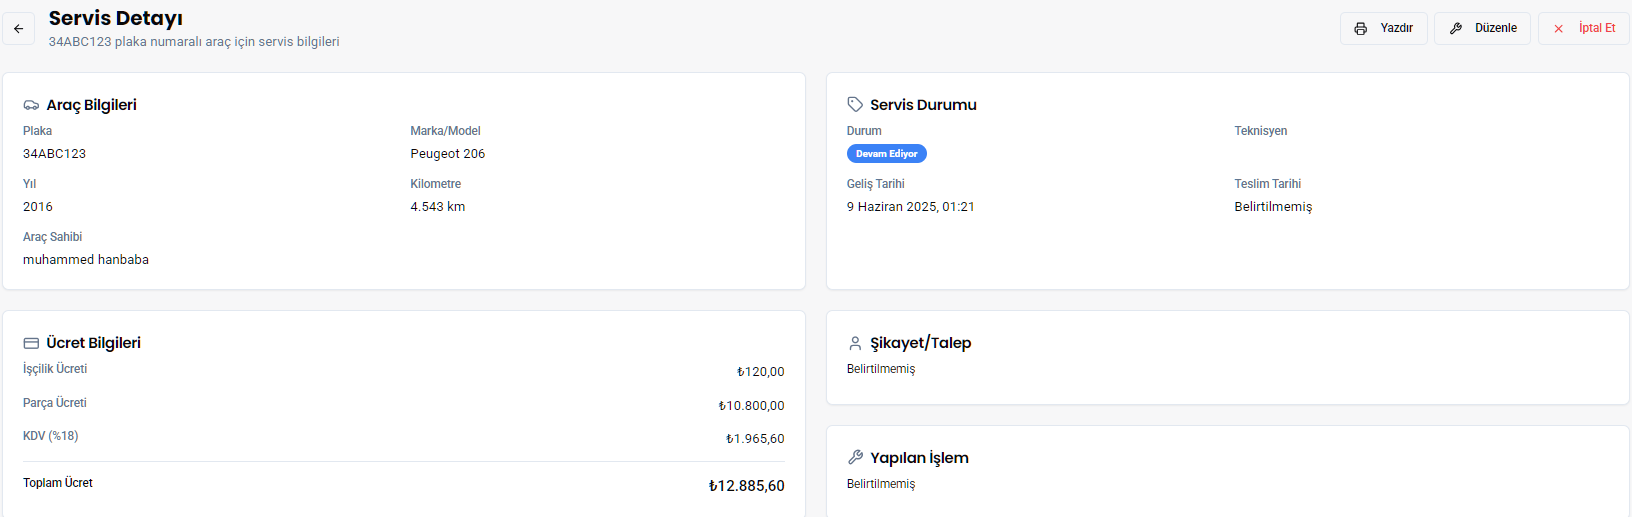 Servis Detayı
34ABC123 plaka numaralı araç için servis bilgileri
Yazdır
Düzenle
İptal Et
Araç Bilgileri
Plaka
Marka/Model
34ABC123
Peugeot 206
Yıl
Kilometre
2016
4.543 km
Araç Sahibi
muhammed hanbaba
Servis Durumu
Durum
Teknisyen
Devam Ediyor
Geliş Tarihi
Teslim Tarihi
9 Haziran 2025, 01:21
Belirtilmemiş
Ücret Bilgileri
İşçilik Ücreti
₺120,00
Parça Ücreti
₺10.800,00
KDV (%18)
₺1.965,60
Toplam Ücret
₺12.885,60
Şikayet/Talep
Belirtilmemiş
Yapılan İşlem
Belirtilmemiş